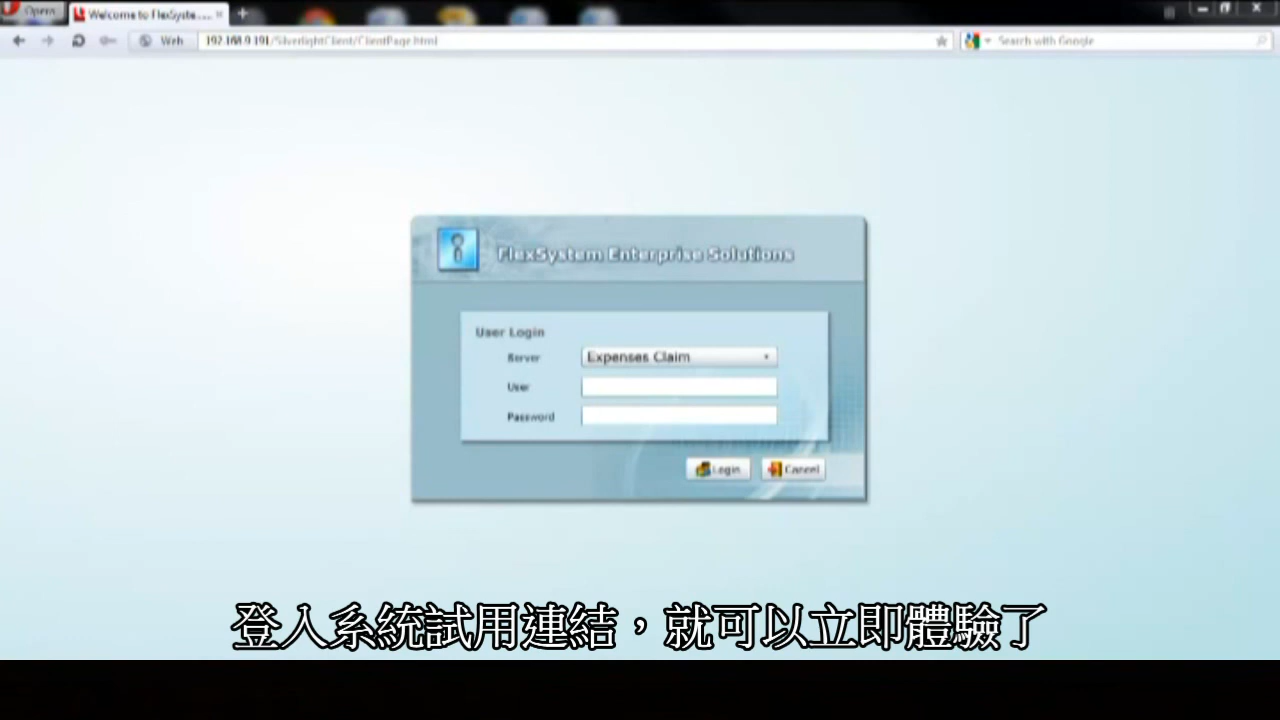 Opera
Welcome to FlexSyste...
Web
192.168.9.191/SilverlightClient/ClientPage.html
Search with Google
FlexSystem Enterprise Solutions
User Login
Server
Expenses Claim
User
Password
Login
Cancel
登入系統試用連結，就可以立即體驗了